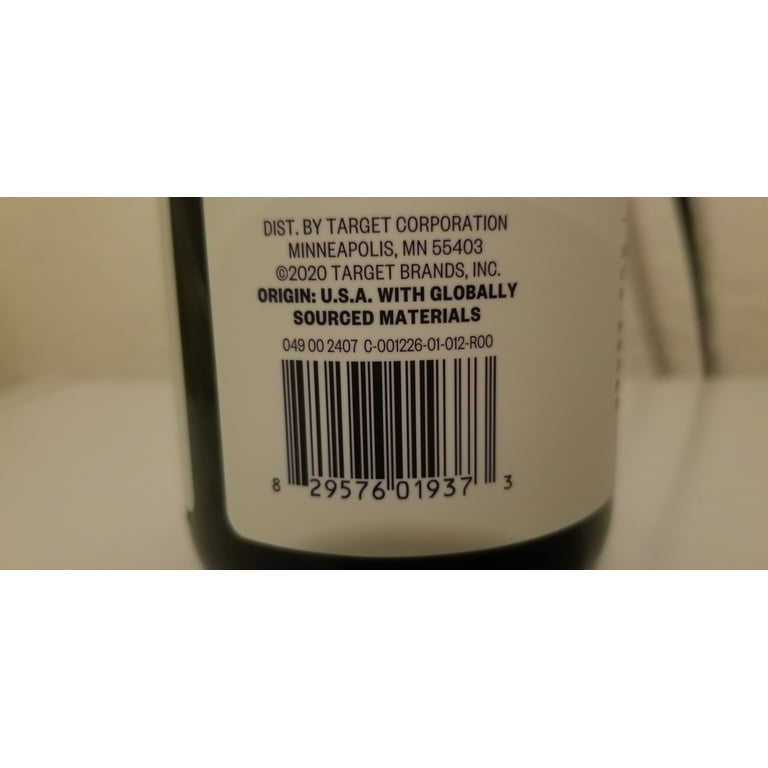 DIST. BY TARGET CORPORATION
MINNEAPOLIS, MN 55403
©2020 TARGET BRANDS, INC.
ORIGIN: U.S.A. WITH GLOBALLY
SOURCED MATERIALS
049 00 2407 C-001226-01-012-R00
8 29576 01937 3